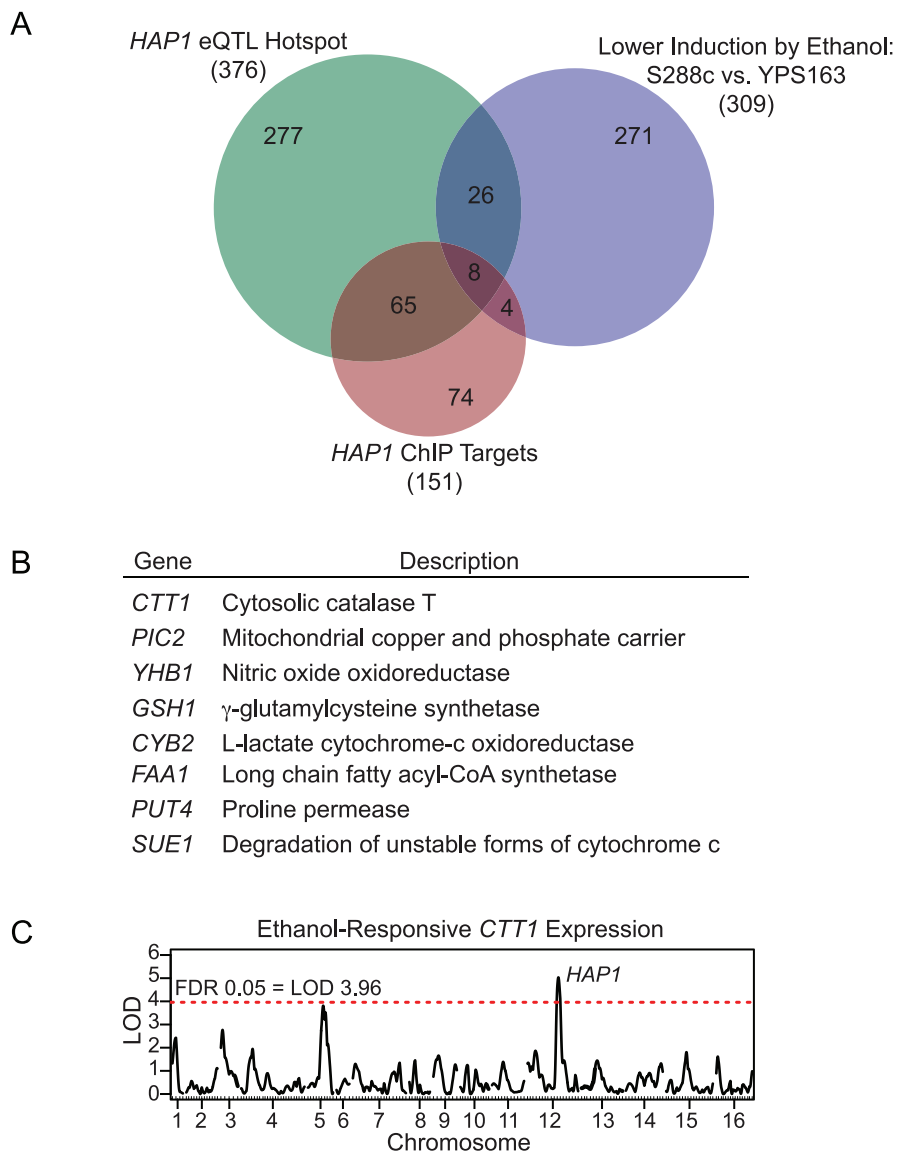 A
HAP1 eQTL Hotspot
(376)
Lower Induction by Ethanol:
S288c vs. YPS163
(309)
277
271
26
8
65
4
74
HAP1 ChIP Targets
(151)
B
Gene Description
CTT1 Cytosolic catalase T
PIC2 Mitochondrial copper and phosphate carrier
YHB1 Nitric oxide oxidoreductase
GSH1 γ-glutamylcysteine synthetase
CYB2 L-lactate cytochrome-c oxidoreductase
FAA1 Long chain fatty acyl-CoA synthetase
PUT4 Proline permease
SUE1 Degradation of unstable forms of cytochrome c
C
Ethanol-Responsive CTT1 Expression
6
5
4
3
2
1
0
LOD
HAP1
FDR 0.05 = LOD 3.96
1 2 3 4 5 6 7 8 9 10 11 12 13 14 15 16
Chromosome